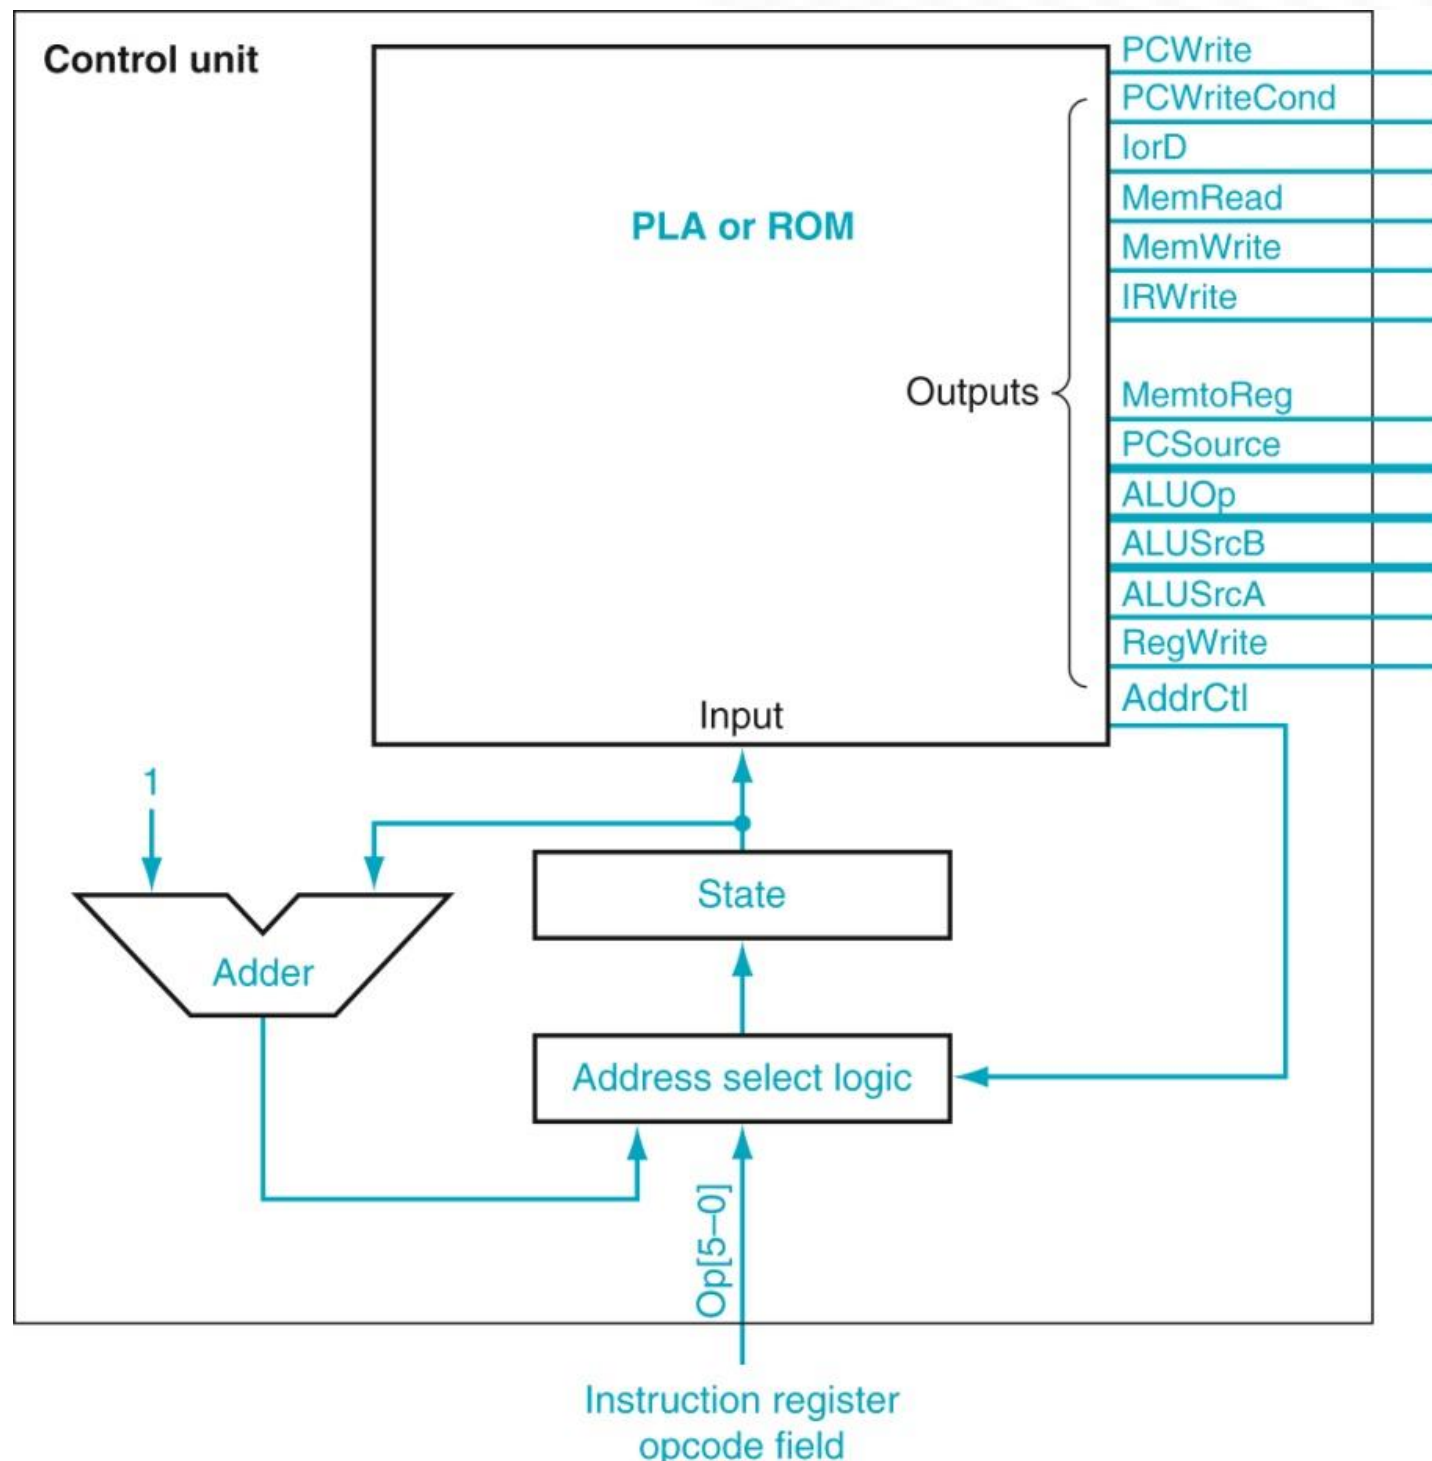 Control unit
PCWrite
PCWriteCond
IorD
MemRead
PLA or ROM
MemWrite
IRWrite
Outputs
MemtoReg
PCSource
ALUOp
ALUSrcB
ALUSrcA
RegWrite
AddrCtl
Input
1
State
Adder
Address select logic
Op[5–0]
Instruction register
opcode field